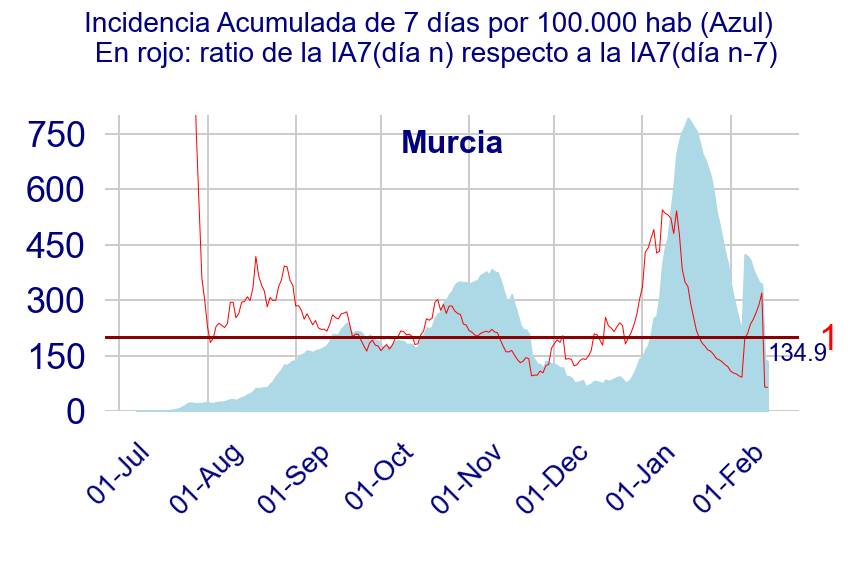 Incidencia Acumulada de 7 días por 100.000 hab (Azul)
En rojo: ratio de la IA7(día n) respecto a la IA7(día n-7)
Murcia
750
600
450
300
150
0
1
134.9
01-Jul
01-Aug
01-Sep
01-Oct
01-Nov
01-Dec
01-Jan
01-Feb